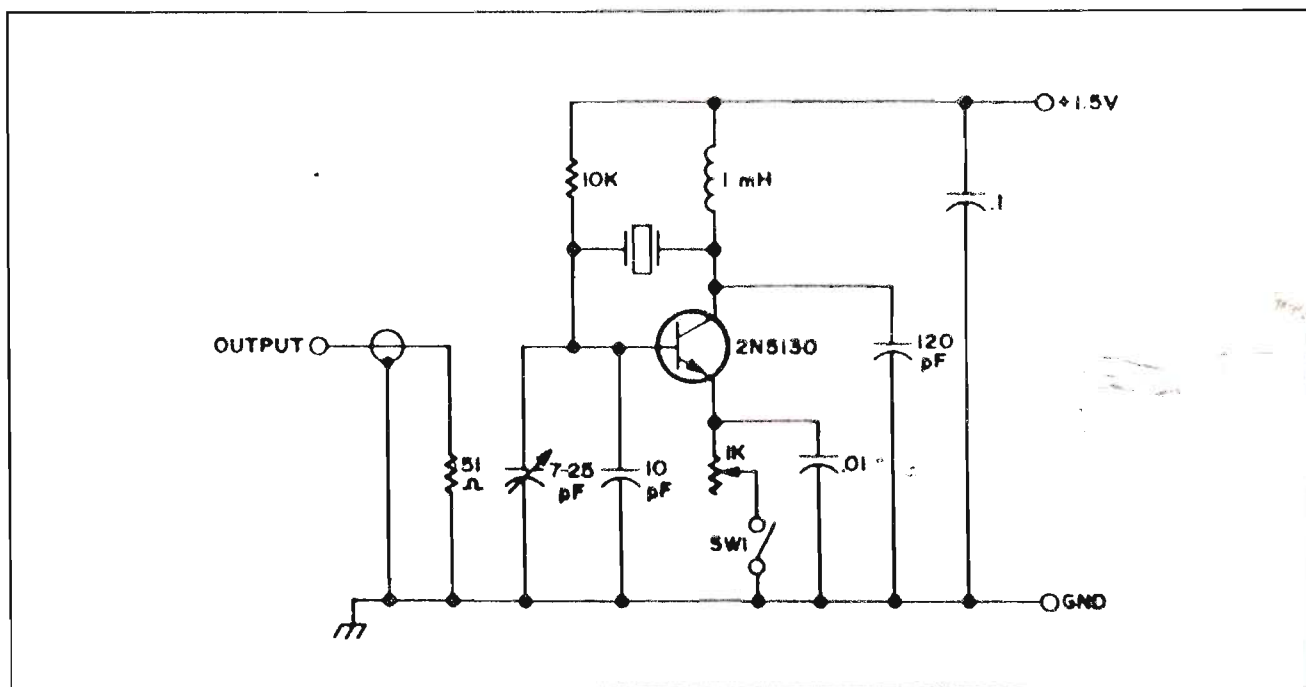 +1.5V
10K
1 mH
.1
OUTPUT
2N5130
120
pF
51
Ω
7-25
pF
10
pF
1K
.01
SW1
GND